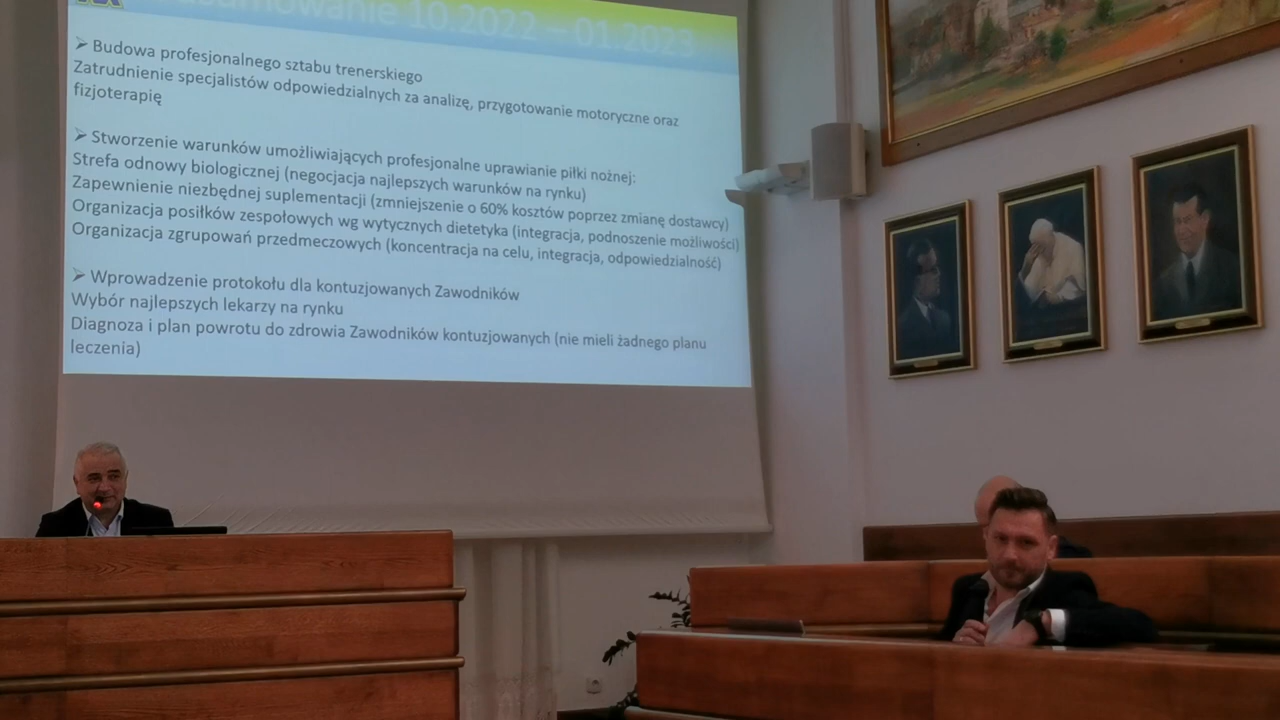 10.2022 – 01.2023
➢ Budowa profesjonalnego sztabu trenerskiego
Zatrudnienie specjalistów odpowiedzialnych za analizę, przygotowanie motoryczne oraz
fizjoterapię
➢ Stworzenie warunków umożliwiających profesjonalne uprawianie piłki nożnej:
Strefa odnowy biologicznej (negocjacja najlepszych warunków na rynku)
Zapewnienie niezbędnej suplementacji (zmniejszenie o 60% kosztów poprzez zmianę dostawcy)
Organizacja posiłków zespołowych wg wytycznych dietetyka (integracja, podnoszenie możliwości)
Organizacja zgrupowań przedmeczowych (koncentracja na celu, integracja, odpowiedzialność)
➢ Wprowadzenie protokołu dla kontuzjowanych Zawodników
Wybór najlepszych lekarzy na rynku
Diagnoza i plan powrotu do zdrowia Zawodników kontuzjowanych (nie mieli żadnego planu
leczenia)